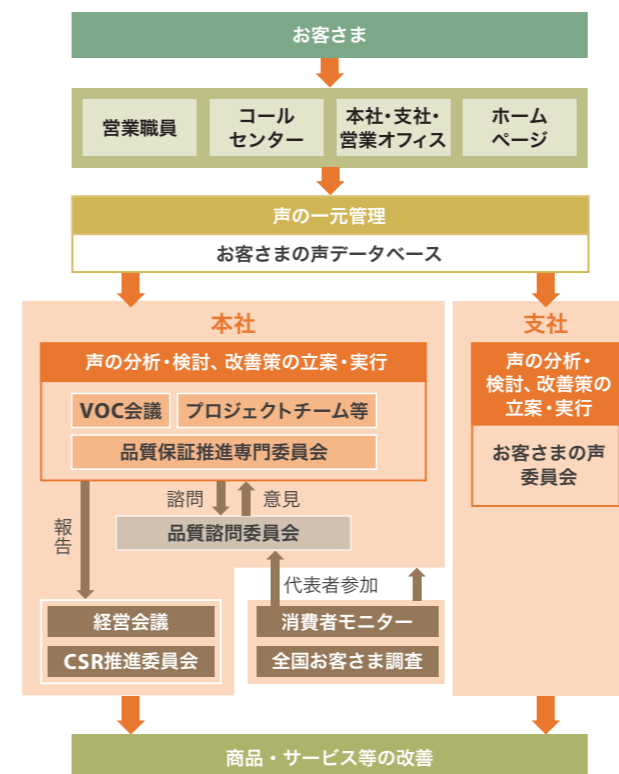 お客さま
営業職員
コール
センター
本社・支社・
営業オフィス
ホーム
ページ
声の一元管理
お客さまの声データベース
本社
声の分析・検討、改善策の立案・実行
VOC会議
プロジェクトチーム等
品質保証推進専門委員会
諮問
意見
品質諮問委員会
報告
代表者参加
経営会議
CSR推進委員会
消費者モニター
全国お客さま調査
支社
声の分析・
検討、改善策の
立案・実行
お客さまの声
委員会
商品・サービス等の改善